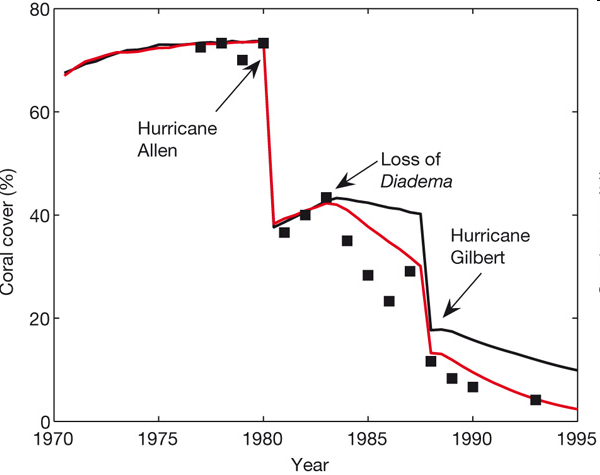 80
60
40
20
0
Coral cover (%)
Hurricane
Allen
Loss of
Diadema
Hurricane
Gilbert
1970
1975
1980
1985
1990
1995
Year